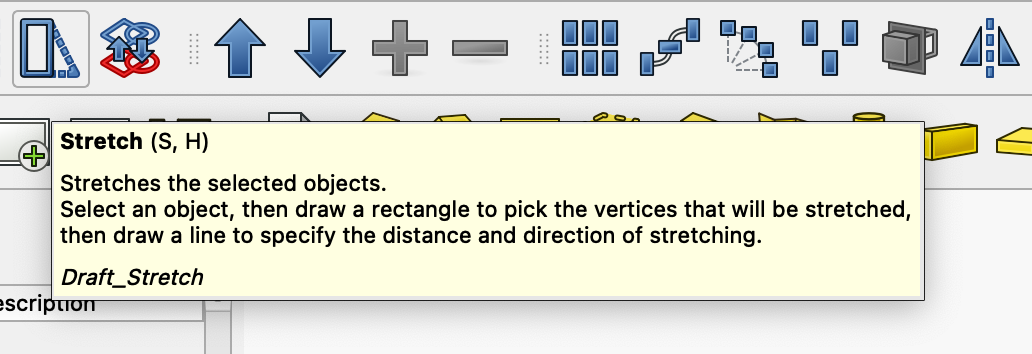 Stretch (S, H)
Stretches the selected objects.
Select an object, then draw a rectangle to pick the vertices that will be stretched,
then draw a line to specify the distance and direction of stretching.
Draft_Stretch
escription